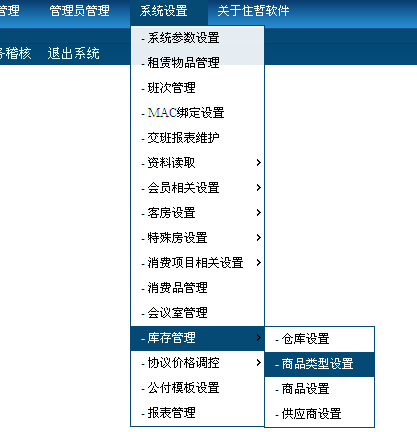 管理 管理员管理 系统设置 关于住哲软件
务稽核 退出系统
- 系统参数设置
- 租赁物品管理
- 班次管理
- MAC绑定设置
- 交班报表维护
- 资料读取
- 会员相关设置
- 客房设置
- 特殊房设置
- 消费项目相关设置
- 消费品管理
- 会议室管理
- 库存管理
- 仓库设置
- 协议价格调控
- 商品类型设置
- 公付模板设置
- 商品设置
- 报表管理
- 供应商设置